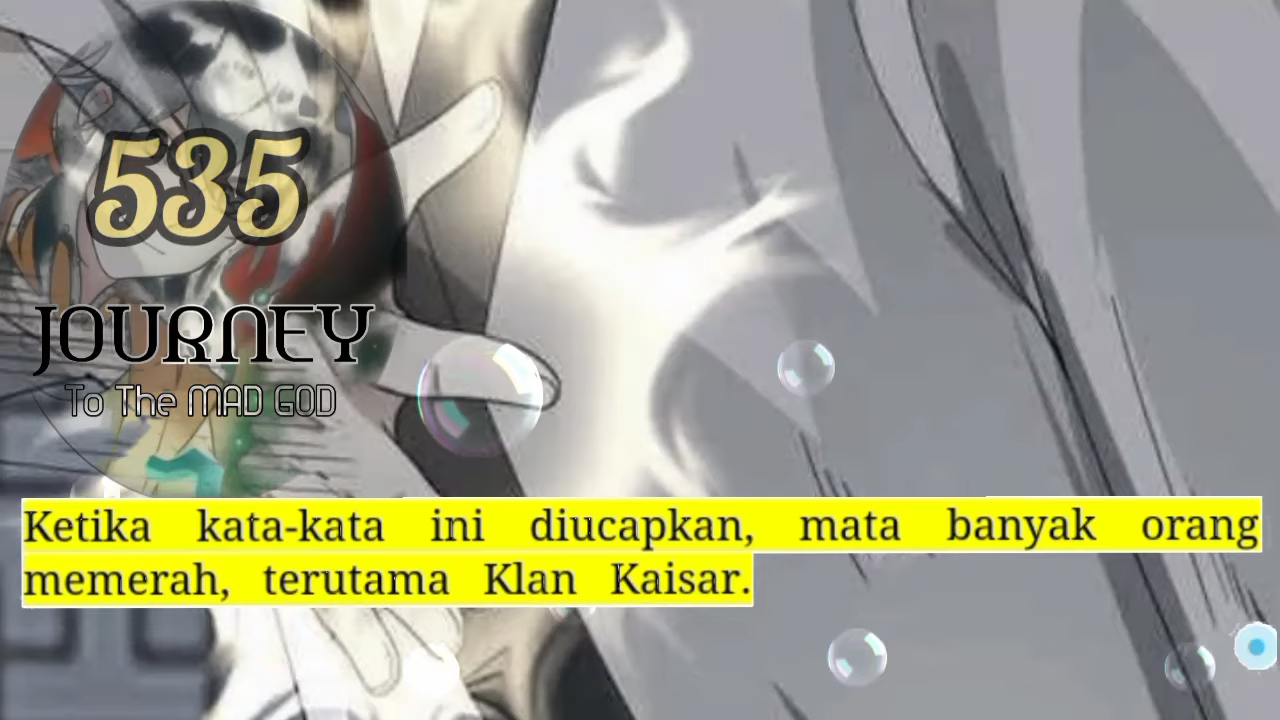 535
JOURNEY
To The MAD GOD
Ketika kata-kata ini diucapkan, mata banyak orang
memerah, terutama Klan Kaisar.